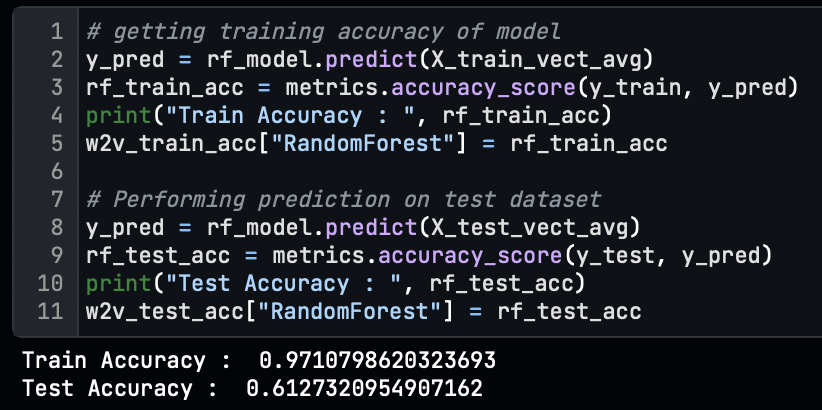 1 # getting training accuracy of model
2 y_pred = rf_model.predict(X_train_vect_avg)
3 rf_train_acc = metrics.accuracy_score(y_train, y_pred)
4 print("Train Accuracy : ", rf_train_acc)
5 w2v_train_acc["RandomForest"] = rf_train_acc
6
7 # Performing prediction on test dataset
8 y_pred = rf_model.predict(X_test_vect_avg)
9 rf_test_acc = metrics.accuracy_score(y_test, y_pred)
10 print("Test Accuracy : ", rf_test_acc)
11 w2v_test_acc["RandomForest"] = rf_test_acc
Train Accuracy :  0.9710798620323693
Test Accuracy :  0.6127320954907162